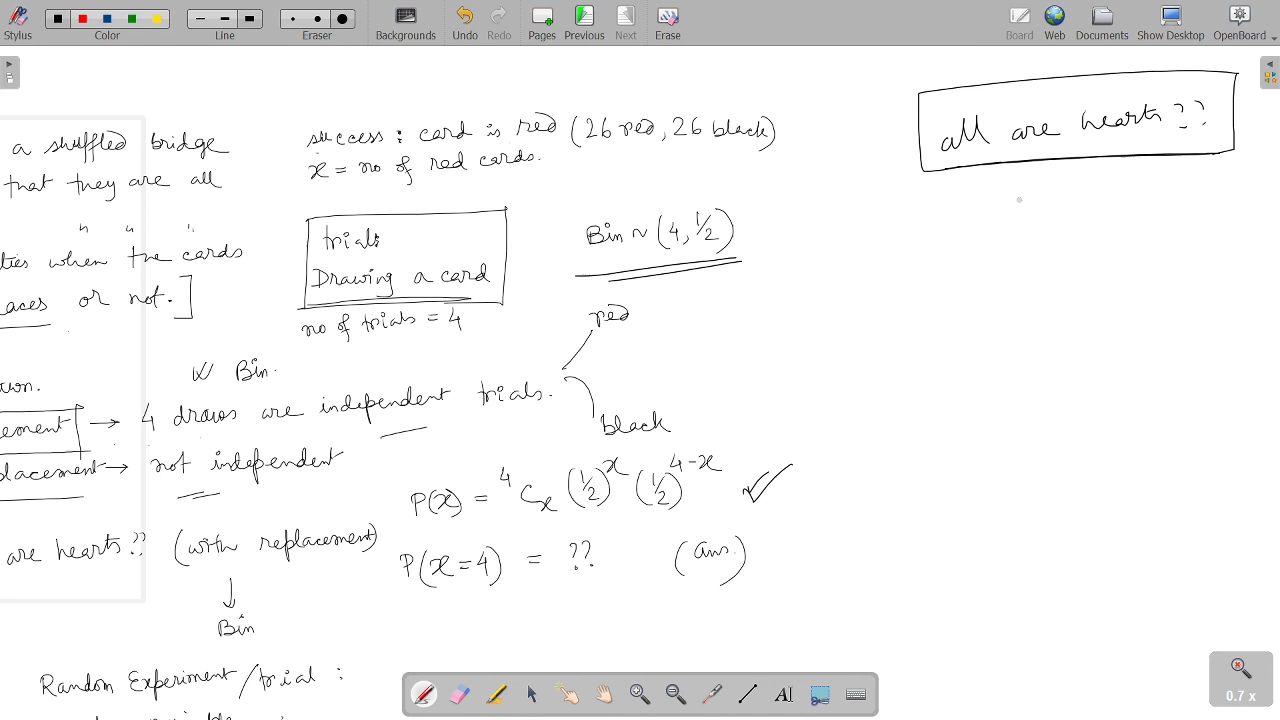 Stylus
Color
Line
Eraser
Backgrounds
Undo
Redo
Pages
Previous
Next
Erase
Board
Web
Documents
Show Desktop
OpenBoard
all are hearts??
a shuffled bridge
that they are all
" " "
ties when the cards
aces or not.]
success : card is red (26 red, 26 black)
x = no of red cards.
trial:
Drawing a card
no of trials = 4
Bin ~ (4, 1/2)
red
black
Bin.
wn.
ement → 4 draws are independent trials.
placement → not independent
P(x) = ⁴Cₓ (1/2)^x (1/2)^4-x ✓
are hearts?? (with replacement)
↓
Bin
P(x=4) = ?? (ans.)
Random Experiment/trial :
0.7 x